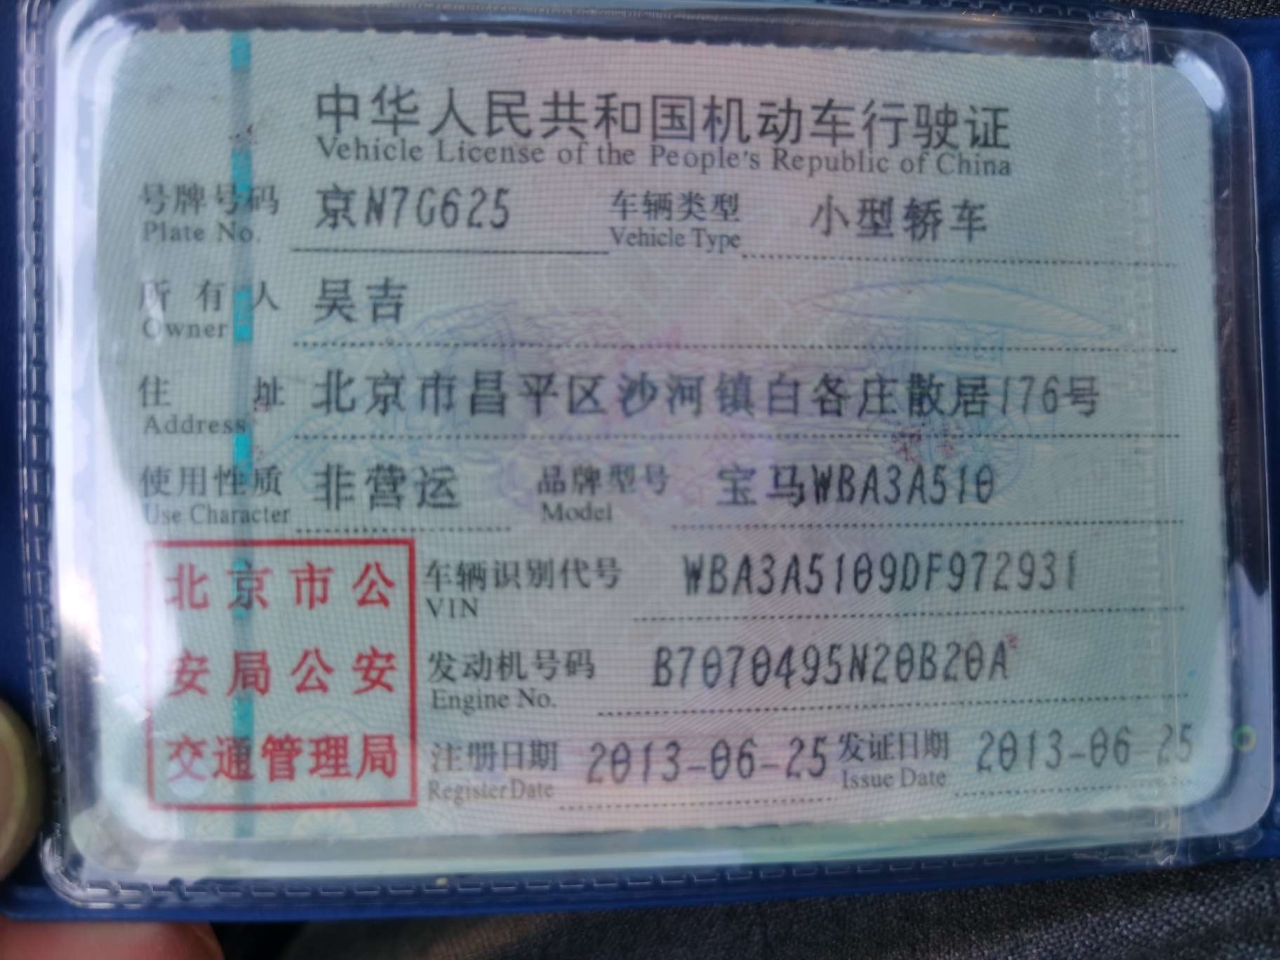 中华人民共和国机动车行驶证
Vehicle License of the People's Republic of China
号牌号码 京N7G625 车辆类型 小型轿车
Plate No. Vehicle Type
所有人 吴吉
Owner
住址 北京市昌平区沙河镇白各庄散居176号
Address
使用性质 非营运 品牌型号 宝马WBA3A510
Use Character Model
北京市公
安局公安
交通管理局
车辆识别代号 WBA3A5109DF972931
VIN
发动机号码 B7070495N20B20A
Engine No.
注册日期 2013-06-25 发证日期 2013-06-25
Register Date Issue Date